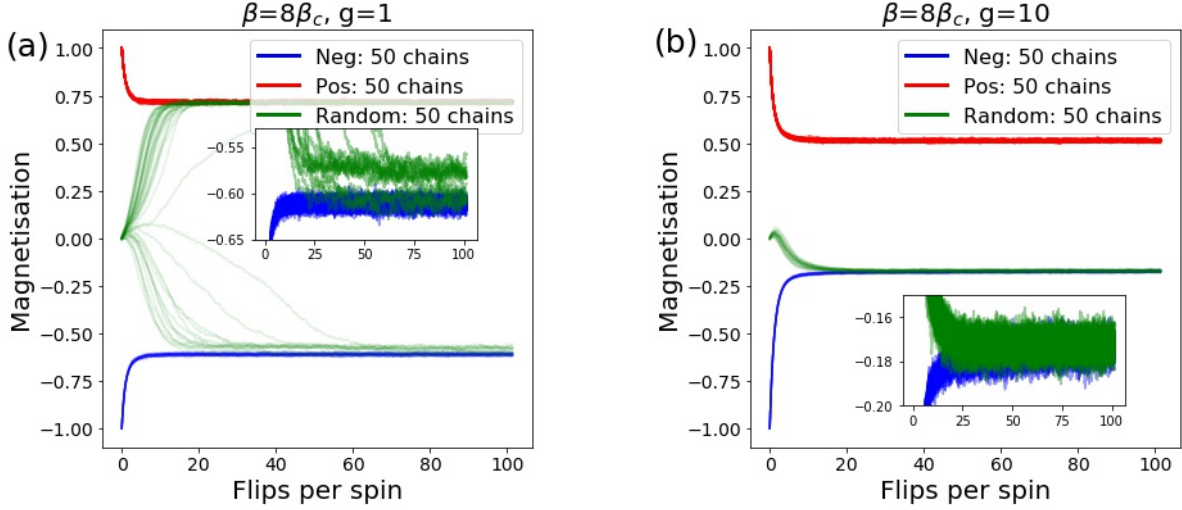 (a)
β=8βc, g=1
Neg: 50 chains
Pos: 50 chains
Random: 50 chains
Magnetisation
1.00
0.75
0.50
0.25
0.00
−0.25
−0.50
−0.75
−1.00
−0.55
−0.60
−0.65
0 25 50 75 100
0 20 40 60 80 100
Flips per spin
(b)
β=8βc, g=10
Neg: 50 chains
Pos: 50 chains
Random: 50 chains
Magnetisation
1.00
0.75
0.50
0.25
0.00
−0.25
−0.50
−0.75
−1.00
−0.16
−0.18
−0.20
0 25 50 75 100
0 20 40 60 80 100
Flips per spin